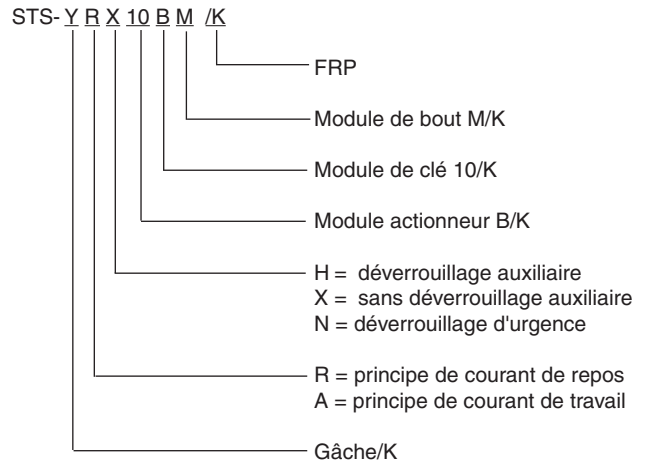 STS- Y R X 10 B M /K
FRP
Module de bout M/K
Module de clé 10/K
Module actionneur B/K
H = déverrouillage auxiliaire
X = sans déverrouillage auxiliaire
N = déverrouillage d'urgence
R = principe de courant de repos
A = principe de courant de travail
Gâche/K